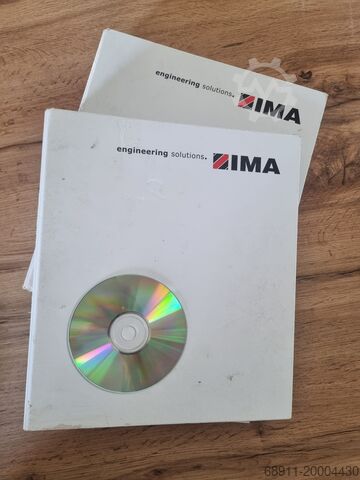 engineering solutions. IMA
engineering solutions. IMA
68911-20004430